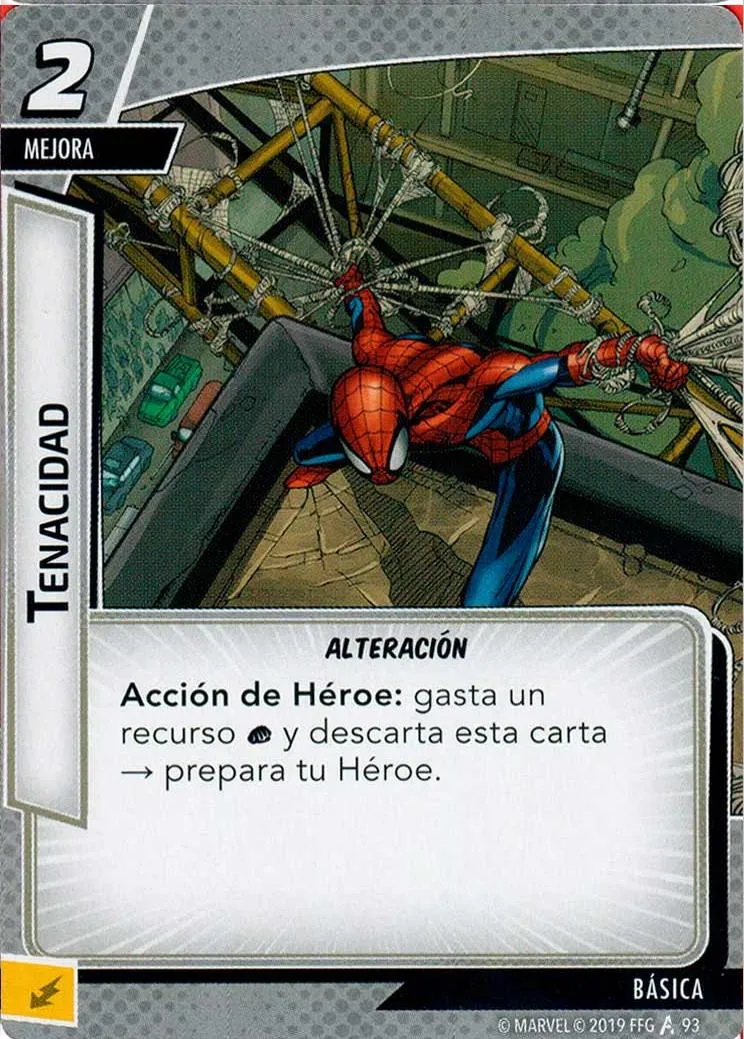 2
MEJORA
TENACIDAD
ALTERACIÓN
Acción de Héroe: gasta un
recurso y descarta esta carta
→ prepara tu Héroe.
BÁSICA
© MARVEL © 2019 FFG 93